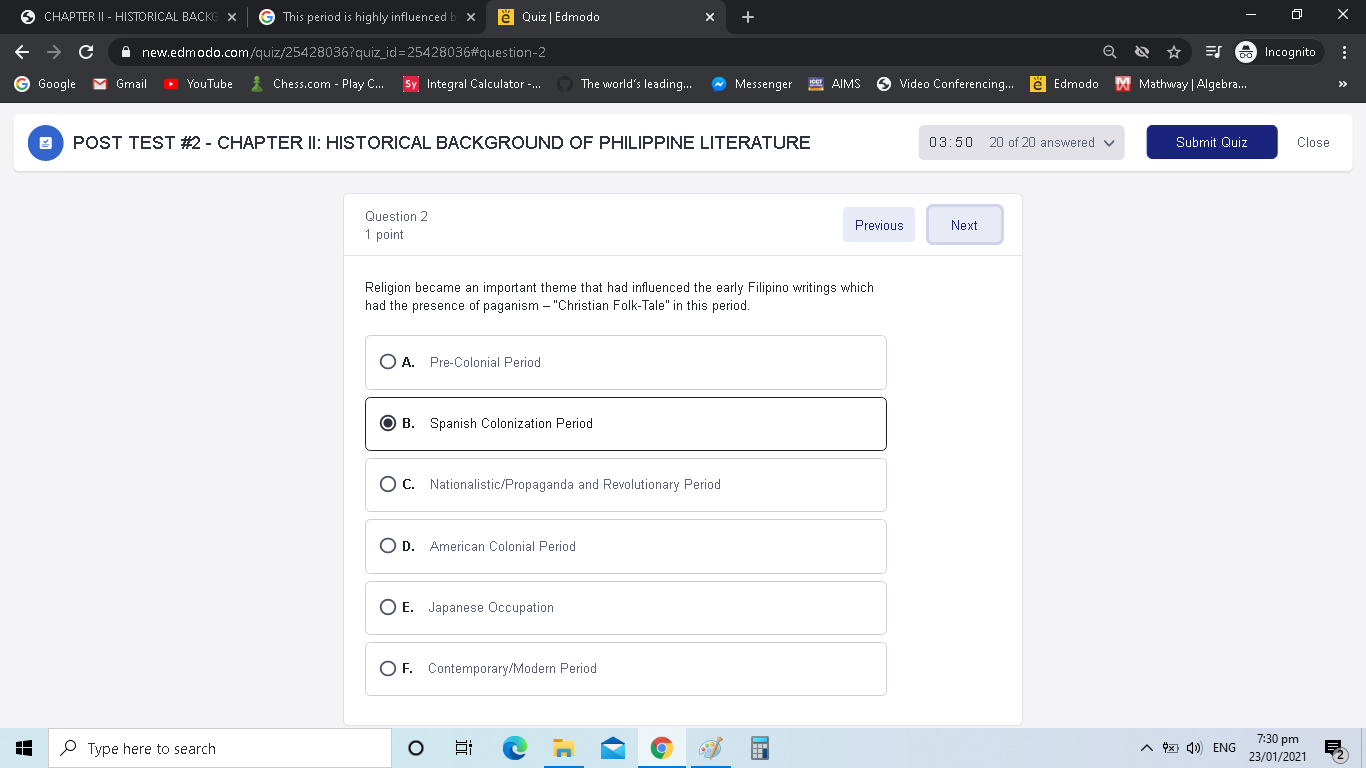 CHAPTER II - HISTORICAL BACKG
This period is highly influenced b
Quiz | Edmodo
new.edmodo.com/quiz/25428036?quiz_id=25428036#question-2
Incognito
Google
Gmail
YouTube
Chess.com - Play C...
Sy
Integral Calculator -...
The world's leading...
Messenger
AIMS
Video Conferencing...
Edmodo
Mathway | Algebra...
»
POST TEST #2 - CHAPTER II: HISTORICAL BACKGROUND OF PHILIPPINE LITERATURE
03:50
20 of 20 answered
Submit Quiz
Close
Question 2
1 point
Previous
Next
Religion became an important theme that had influenced the early Filipino writings which
had the presence of paganism – "Christian Folk-Tale" in this period.
A. Pre-Colonial Period
B. Spanish Colonization Period
C. Nationalistic/Propaganda and Revolutionary Period
D. American Colonial Period
E. Japanese Occupation
F. Contemporary/Modern Period
Type here to search
ENG
7:30 pm
23/01/2021
2